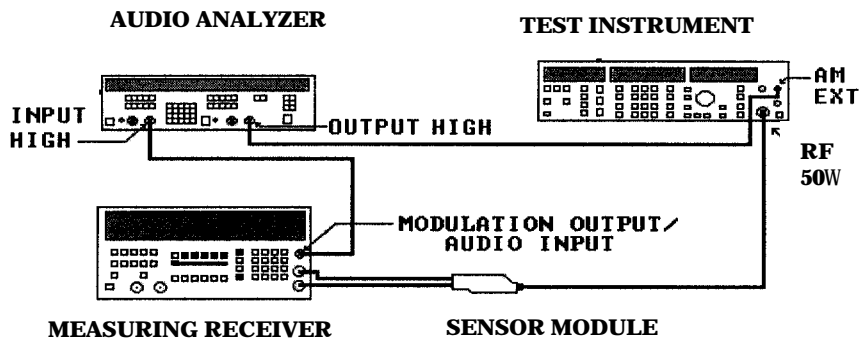 AUDIO ANALYZER
TEST INSTRUMENT
AM
EXT
INPUT
HIGH
OUTPUT HIGH
RF
50W
MODULATION OUTPUT/
AUDIO INPUT
MEASURING RECEIVER
SENSOR MODULE